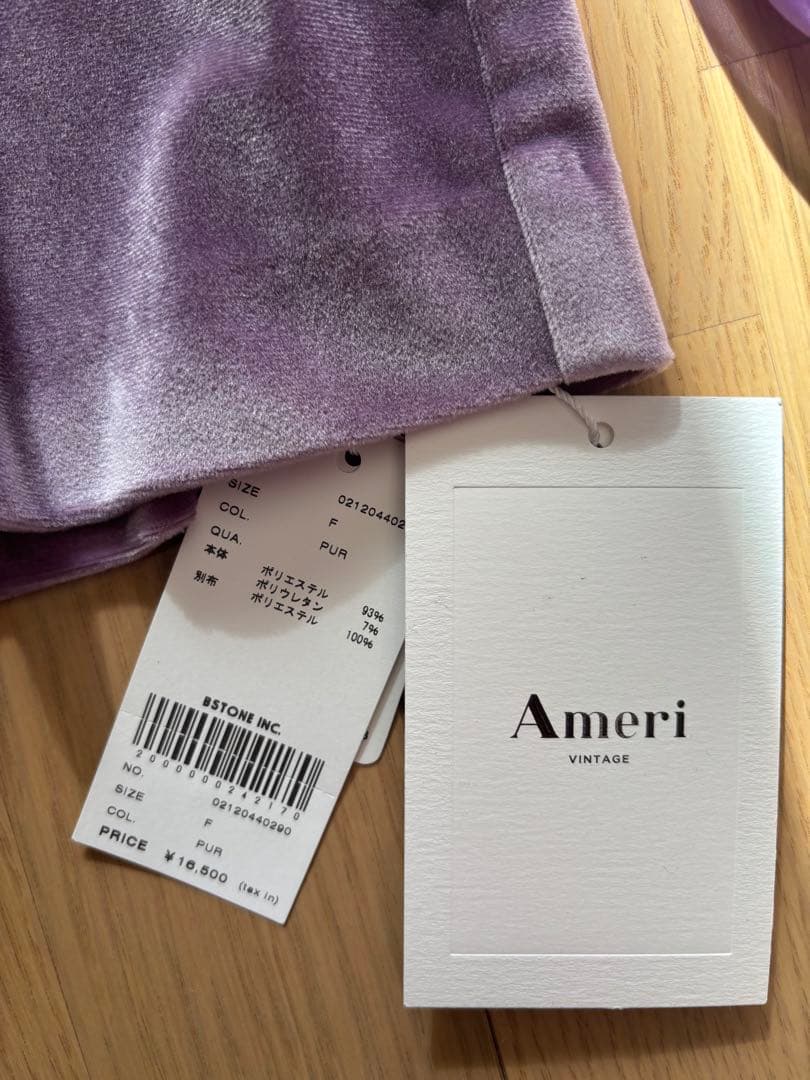 SIZE 021204402
COL. F
QUA. PUR
本体 ポリエステル 93%
ポリウレタン 7%
別布 ポリエステル 100%
BSTONE INC.
2000000242170
NO. 02120440290
SIZE F
COL. PUR
PRICE ¥16,500 (tax in)
Ameri
VINTAGE